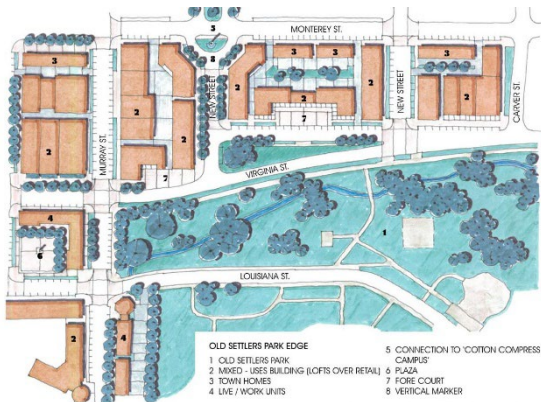 5
MONTEREY ST.
8
3
3
3
3
2
2
2
2
2
NEW STREET
2
NEW STREET
2
CARVER ST.
MURRAY ST.
7
2
2
7
VIRGINIA ST.
4
6
1
LOUISIANA ST.
2
4
OLD SETTLERS PARK EDGE
1 OLD SETTLERS PARK
2 MIXED - USES BUILDING (LOFTS OVER RETAIL)
3 TOWN HOMES
4 LIVE / WORK UNITS
5 CONNECTION TO 'COTTON COMPRESS
CAMPUS'
6 PLAZA
7 FORE COURT
8 VERTICAL MARKER